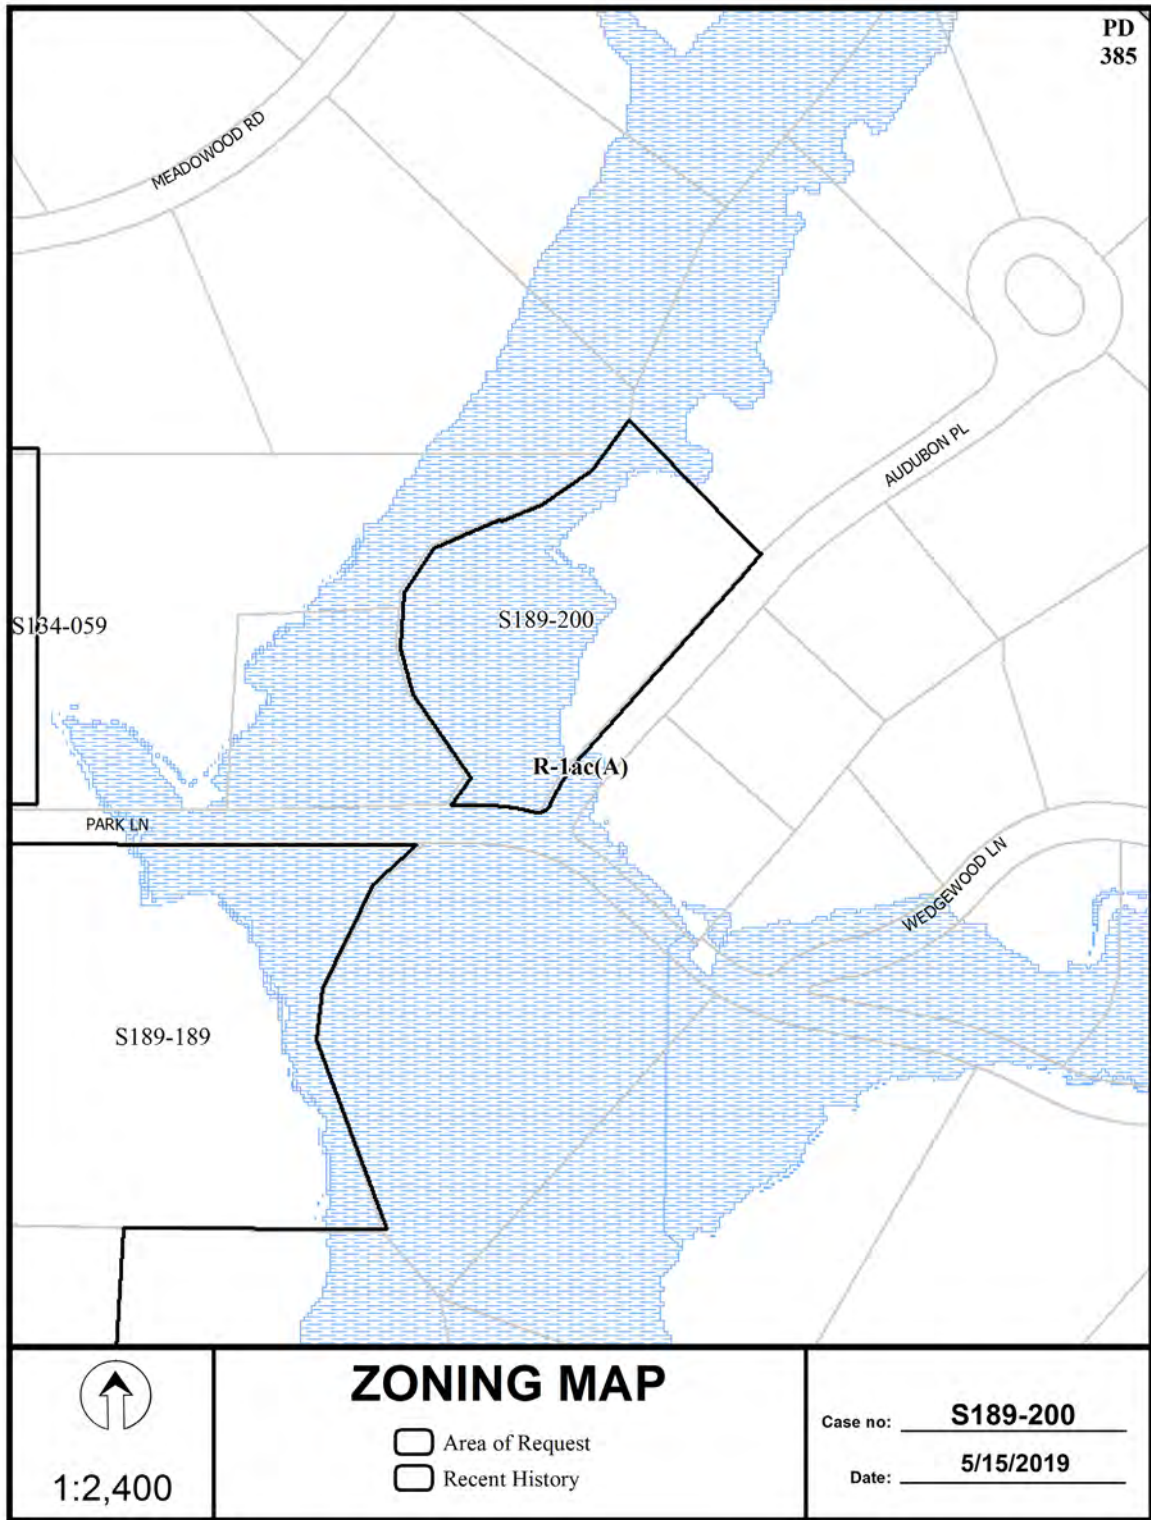 PD
385
MEADOWOOD RD
AUDUBON PL
S134-059
S189-200
R-1ac(A)
PARK LN
WEDGEWOOD LN
S189-189
1:2,400
ZONING MAP
Area of Request
Recent History
Case no: S189-200
Date: 5/15/2019